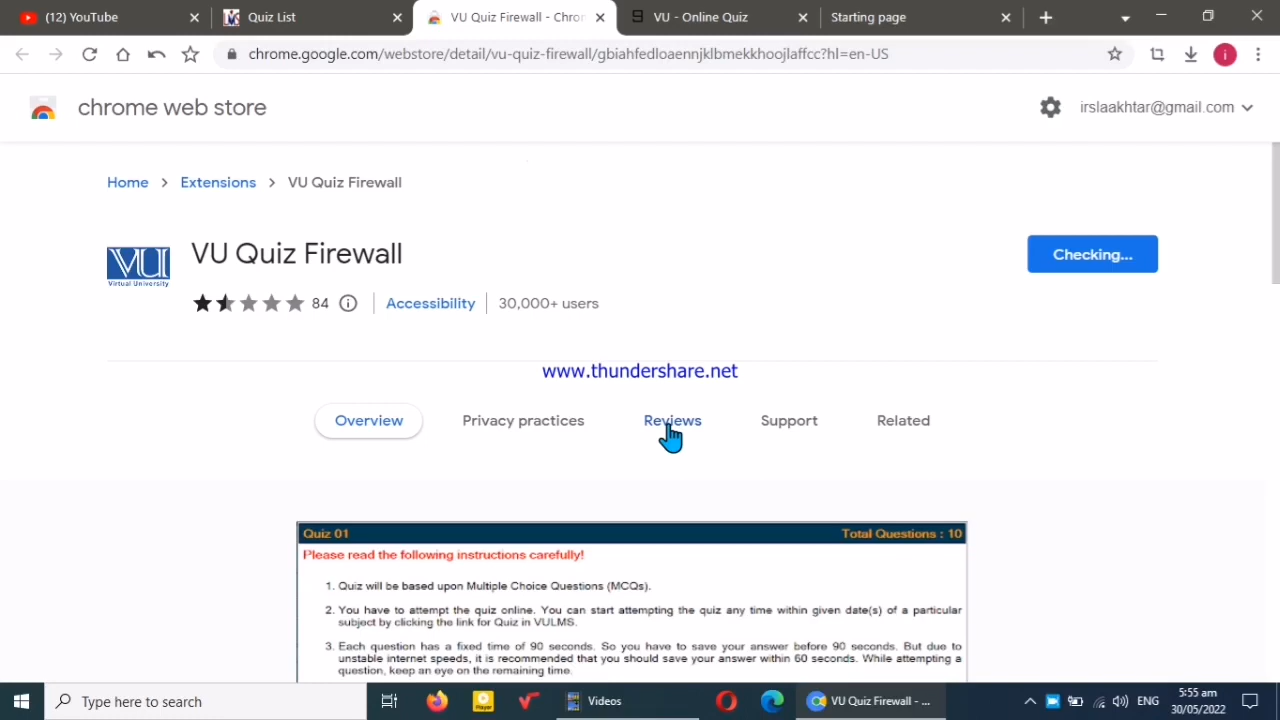 (12) YouTube
Quiz List
VU Quiz Firewall - Chrom
VU - Online Quiz
Starting page
chrome.google.com/webstore/detail/vu-quiz-firewall/gbiahfedloaennjklbmekkhoojlaffcc?hl=en-US
i
chrome web store
irslaakhtar@gmail.com
Home > Extensions > VU Quiz Firewall
VU
Virtual University
VU Quiz Firewall
Checking...
84
Accessibility
30,000+ users
www.thundershare.net
Overview
Privacy practices
Reviews
Support
Related
Quiz 01
Total Questions : 10
Please read the following instructions carefully!
1. Quiz will be based upon Multiple Choice Questions (MCQs).
2. You have to attempt the quiz online. You can start attempting the quiz any time within given date(s) of a particular
subject by clicking the link for Quiz in VULMS.
3. Each question has a fixed time of 90 seconds. So you have to save your answer before 90 seconds. But due to
unstable internet speeds, it is recommended that you should save your answer within 60 seconds. While attempting a
question, keep an eye on the remaining time.
Type here to search
Player
Videos
VU Quiz Firewall - ...
ENG
5:55 am
30/05/2022